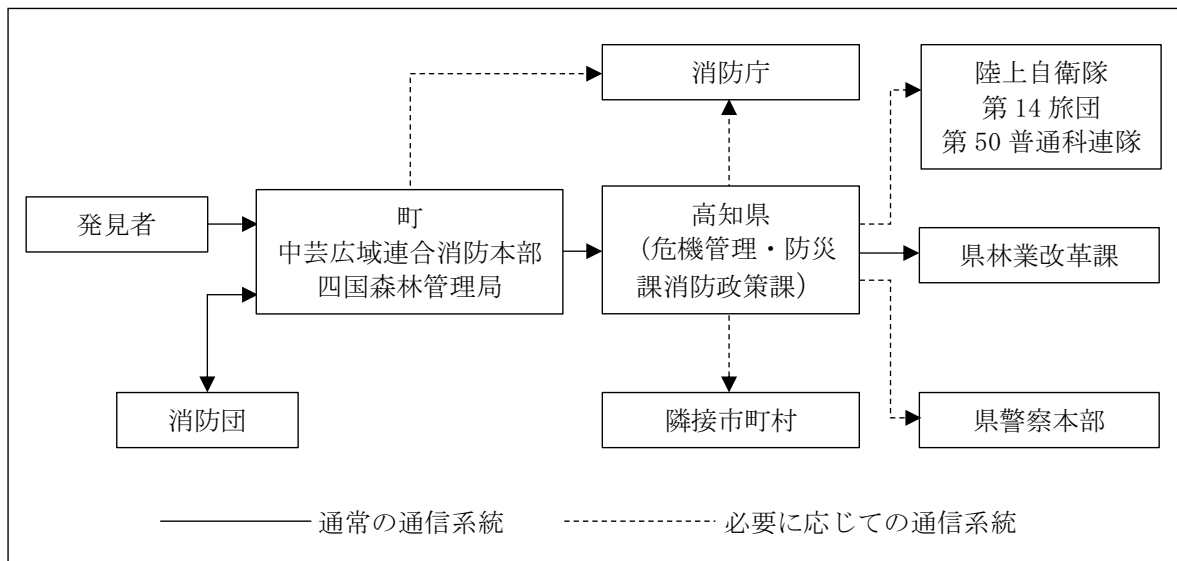 消防庁
陸上自衛隊
第 14 旅団
第 50 普通科連隊
発見者
町
中芸広域連合消防本部
四国森林管理局
高知県
（危機管理・防災
課消防政策課）
県林業改革課
消防団
隣接市町村
県警察本部
通常の通信系統
必要に応じての通信系統